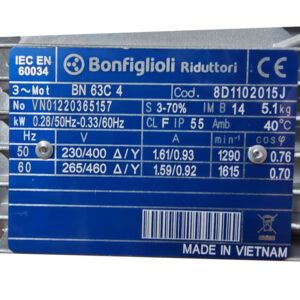 IEC EN
60034
Bonfiglioli Riduttori
CE
3~Mot BN 63C 4 Cod. 8D1102015J
No VN01220365157 S 3-70% IM B 14 5.1kg
kW 0.28/50Hz-0.33/60Hz CL F IP 55 Amb 40°C
Hz V A min⁻¹ cosφ
50 230/400 Δ/Y 1.61/0.93 1290 0.76
60 265/460 Δ/Y 1.59/0.92 1615 0.70
MADE IN VIETNAM